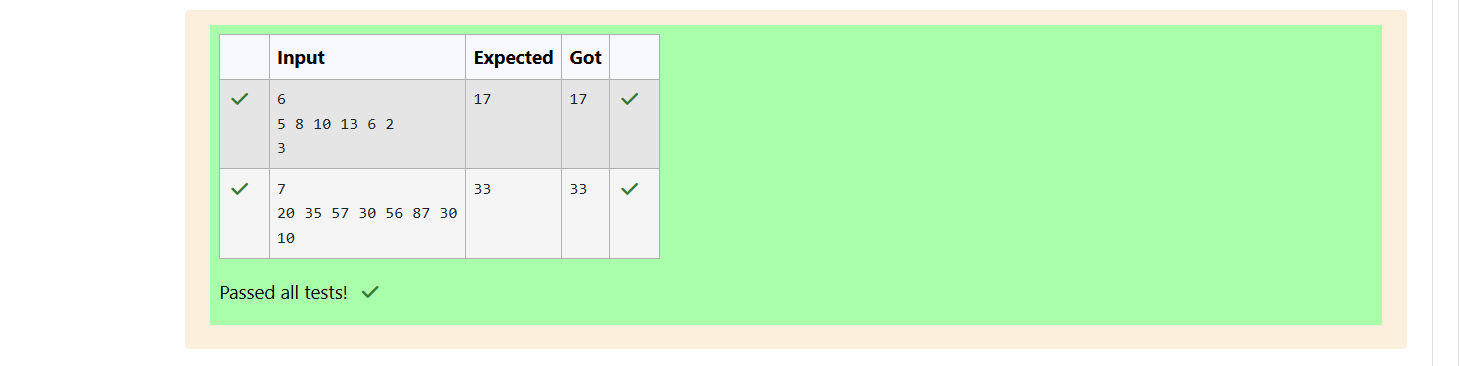 Input Expected Got
6 17 17
5 8 10 13 6 2
3
7 33 33
20 35 57 30 56 87 30
10
Passed all tests!